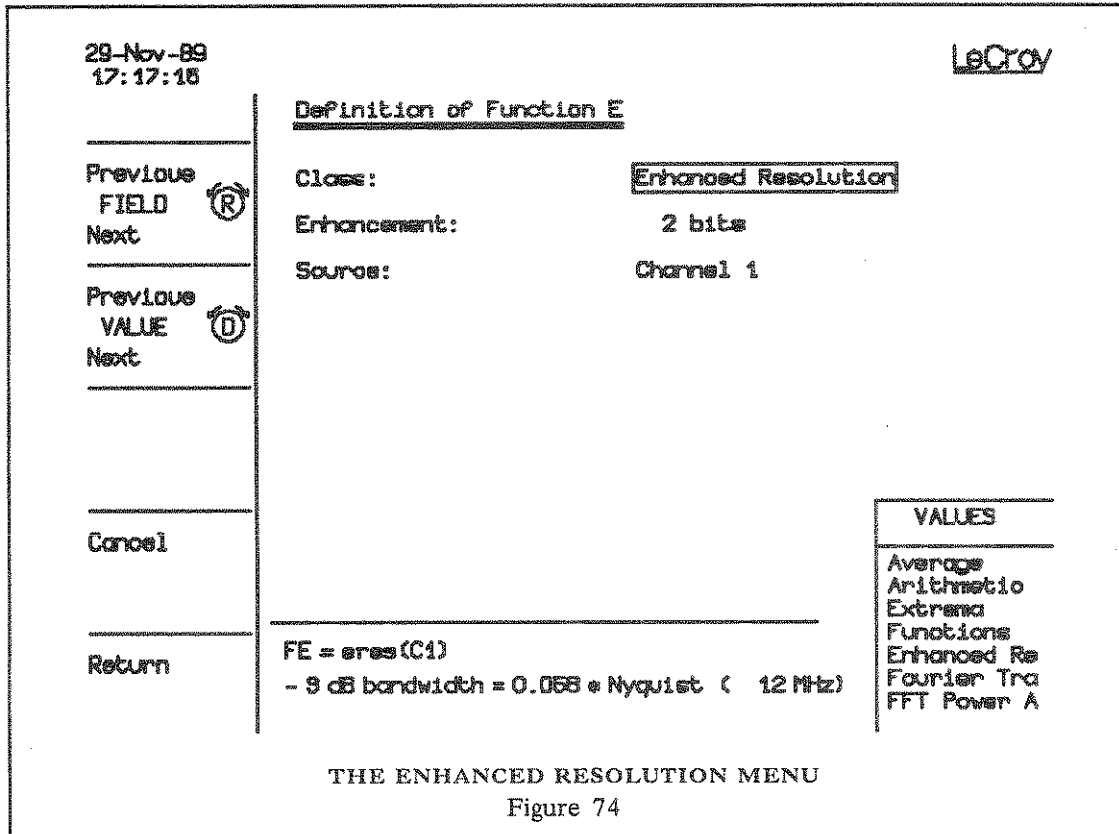 29-Nov-89
17:17:18
LeCroy
Definition of Function E
Previous
FIELD R
Next
Class: Enhanced Resolution
Enhancement: 2 bits
Source: Channel 1
Previous
VALUE D
Next
Cancel
Return
VALUES
Average
Arithmetic
Extrema
Functions
Enhanced Re
Fourier Tra
FFT Power A
FE = eres(C1)
- 3 dB bandwidth = 0.058 * Nyquist ( 12 MHz)
THE ENHANCED RESOLUTION MENU
Figure 74